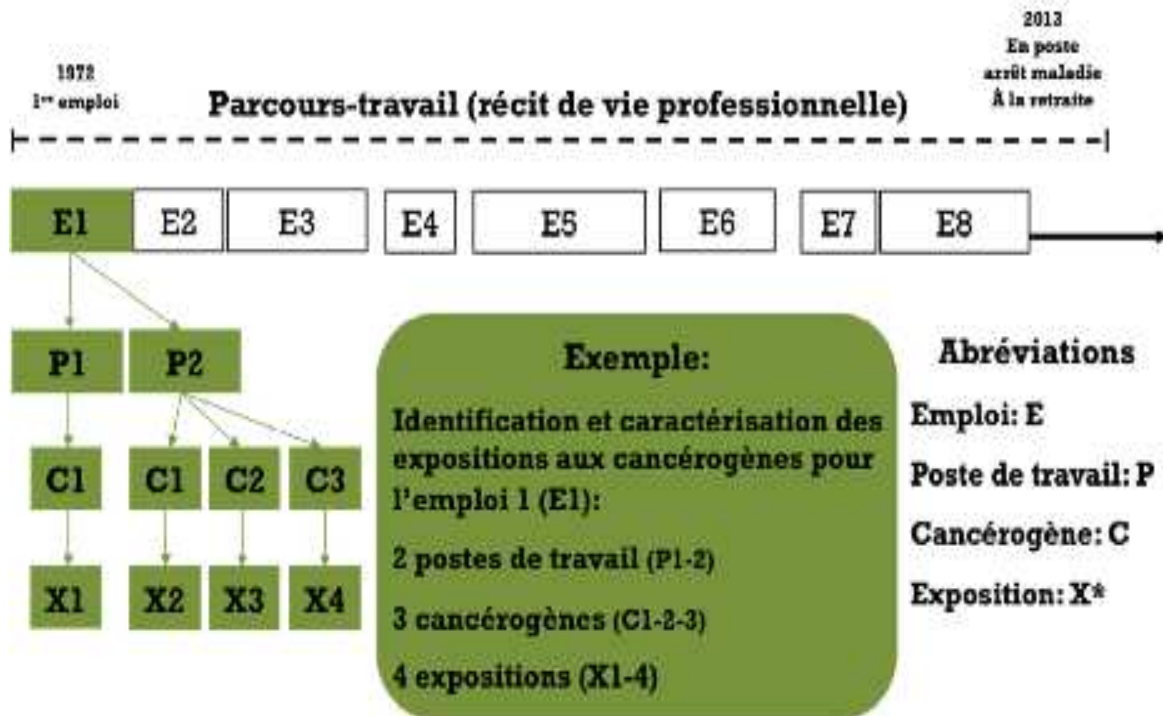 1972
1er emploi
Parcours-travail (récit de vie professionnelle)
2013
En poste
arrêt maladie
À la retraite
E1 E2 E3 E4 E5 E6 E7 E8
P1 P2
C1 C1 C2 C3
X1 X2 X3 X4
Exemple:
Identification et caractérisation des
expositions aux cancérogènes pour
l'emploi 1 (E1):
2 postes de travail (P1-2)
3 cancérogènes (C1-2-3)
4 expositions (X1-4)
Abréviations
Emploi: E
Poste de travail: P
Cancérogène: C
Exposition: X*